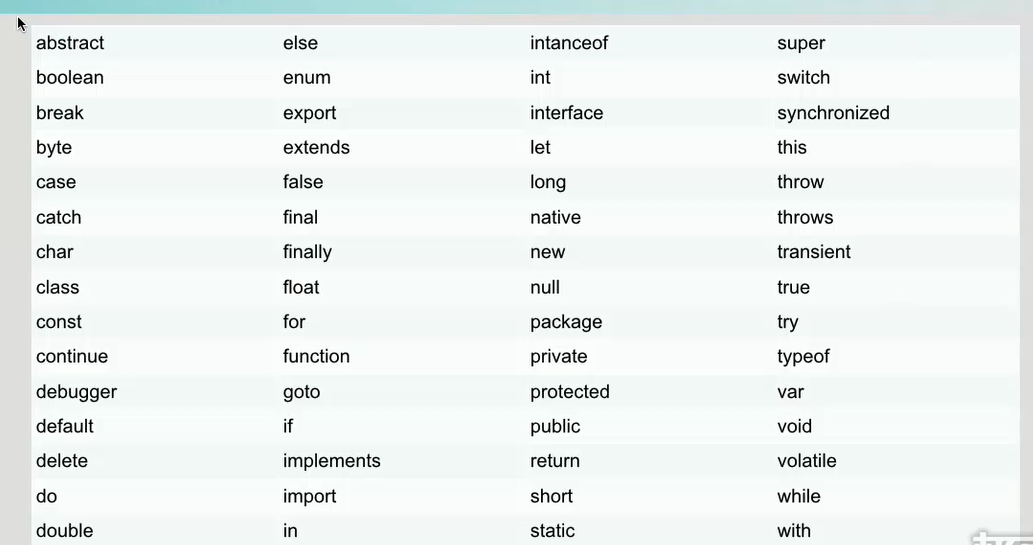 abstract else intanceof super
boolean enum int switch
break export interface synchronized
byte extends let this
case false long throw
catch final native throws
char finally new transient
class float null true
const for package try
continue function private typeof
debugger goto protected var
default if public void
delete implements return volatile
do import short while
double in static with